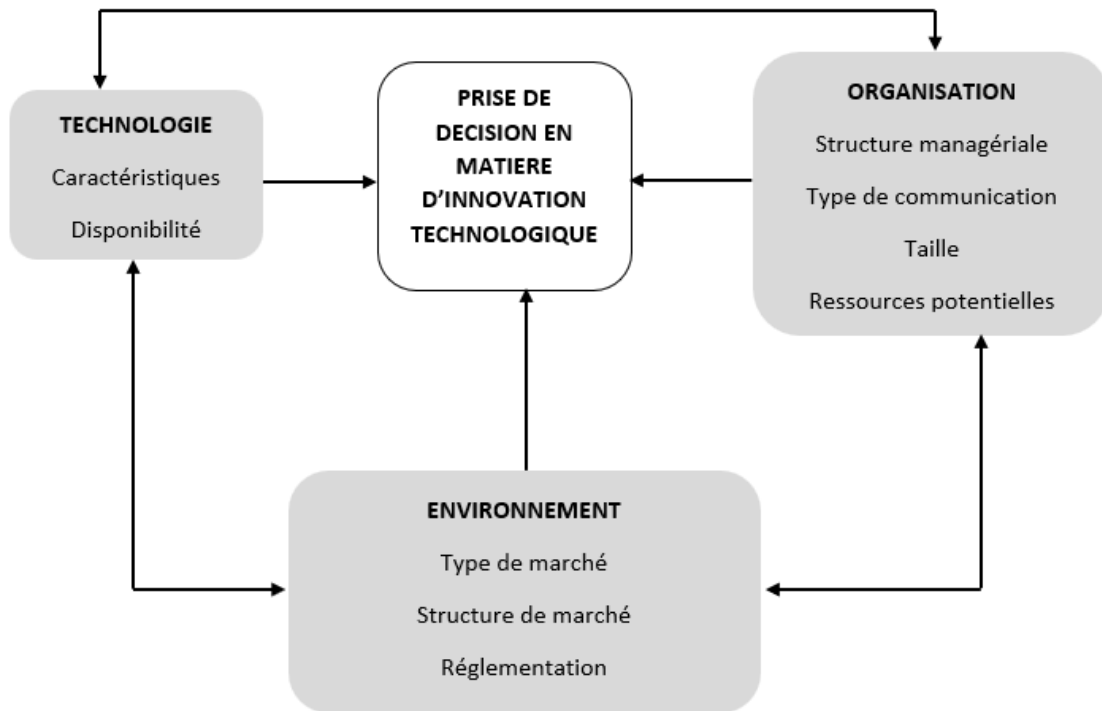 TECHNOLOGIE
Caractéristiques
Disponibilité
PRISE DE
DECISION EN
MATIERE
D’INNOVATION
TECHNOLOGIQUE
ORGANISATION
Structure managériale
Type de communication
Taille
Ressources potentielles
ENVIRONNEMENT
Type de marché
Structure de marché
Réglementation